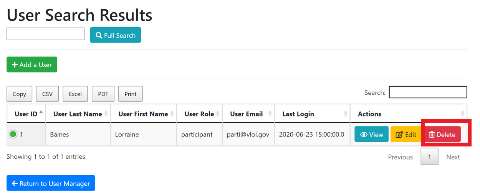 User Search Results
Full Search
+ Add a User
Copy CSV Excel PDF Print Search:
User ID User Last Name User First Name User Role User Email Last Login Actions
1 Baines Lorraine participant parti@vlol.gov 2020-06-23 15:00:00.0 View Edit Delete
Showing 1 to 1 of 1 entries Previous 1 Next
Return to User Manager